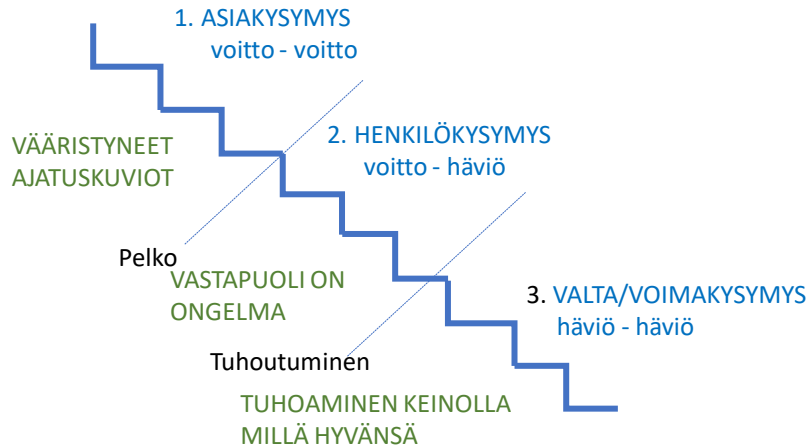 1. ASIAKYSYMYS
voitto - voitto
VÄÄRISTYNEET
AJATUSKUVIOT
2. HENKILÖKYSYMYS
voitto - häviö
Pelko
VASTAPUOLI ON
ONGELMA
3. VALTA/VOIMAKYSYMYS
häviö - häviö
Tuhoutuminen
TUHOAMINEN KEINOLLA
MILLÄ HYVÄNSÄ